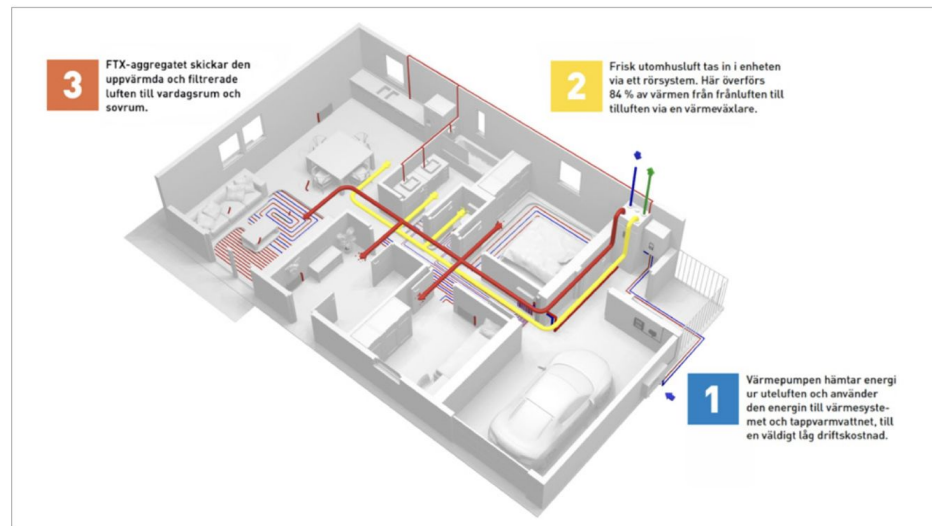 3
FTX-aggregatet skickar den
uppvärmda och filtrerade
luften till vardagsrum och
sovrum.
2
Frisk utomhusluft tas in i enheten
via ett rörsystem. Här överförs
84 % av värmen från frånluften till
tilluften via en värmeväxlare.
1
Värmepumpen hämtar energi
ur uteluften och använder
den energin till värmesyste-
met och tappvarmvattnet, till
en väldigt låg driftskostnad.